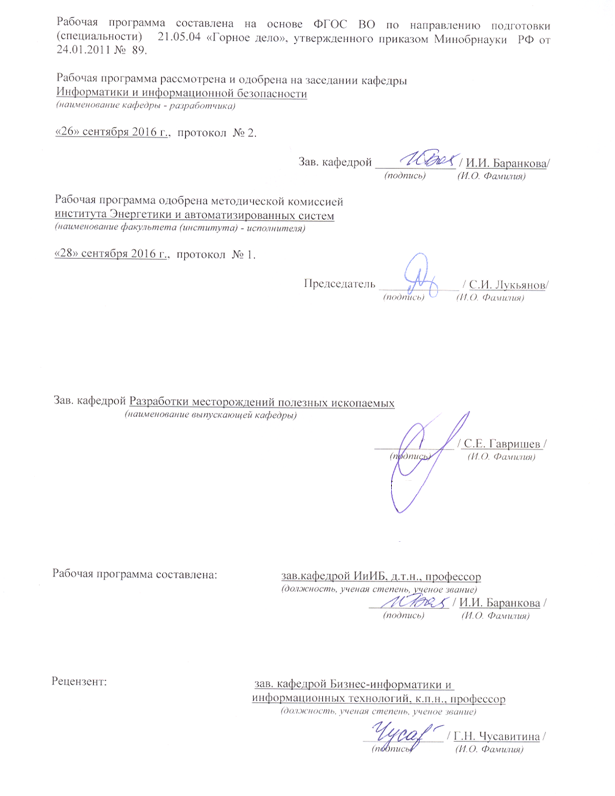 Рабочая программа составлена на основе ФГОС ВО по направлению подготовки
(специальности) 21.05.04 «Горное дело», утвержденного приказом Минобрнауки РФ от
24.01.2011 № 89.
Рабочая программа рассмотрена и одобрена на заседании кафедры
Информатики и информационной безопасности
(наименование кафедры - разработчика)
«26» сентября 2016 г., протокол № 2.
Зав. кафедрой / И.И. Баранкова/
(подпись) (И.О. Фамилия)
Рабочая программа одобрена методической комиссией
института Энергетики и автоматизированных систем
(наименование факультета (института) - исполнителя)
«28» сентября 2016 г., протокол № 1.
Председатель / С.И. Лукьянов/
(подпись) (И.О. Фамилия)
Зав. кафедрой Разработки месторождений полезных ископаемых
(наименование выпускающей кафедры)
/ С.Е. Гавришев /
(подпись) (И.О. Фамилия)
Рабочая программа составлена: зав.кафедрой ИиИБ, д.т.н., профессор
(должность, ученая степень, ученое звание)
/ И.И. Баранкова /
(подпись) (И.О. Фамилия)
Рецензент: зав. кафедрой Бизнес-информатики и
информационных технологий, к.п.н., профессор
(должность, ученая степень, ученое звание)
Чусав / Г.Н. Чусавитина /
(подпись) (И.О. Фамилия)